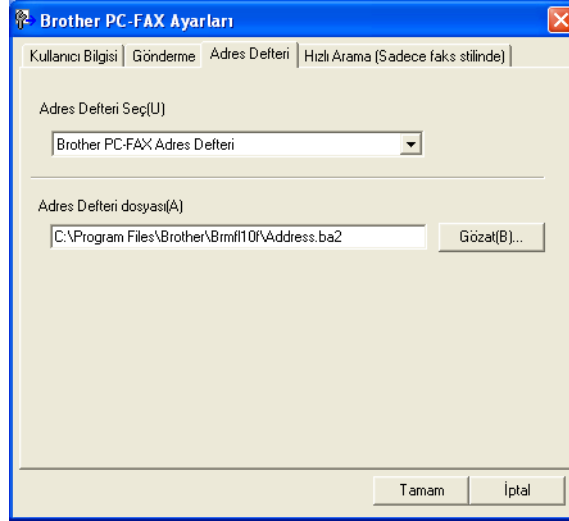 Brother PC-FAX Ayarları
Kullanıcı Bilgisi Gönderme Adres Defteri Hızlı Arama (Sadece faks stilinde)
Adres Defteri Seç(U)
Brother PC-FAX Adres Defteri
Adres Defteri dosyası(A)
C:\Program Files\Brother\Brmfl10f\Address.ba2 Gözat(B)...
Tamam İptal